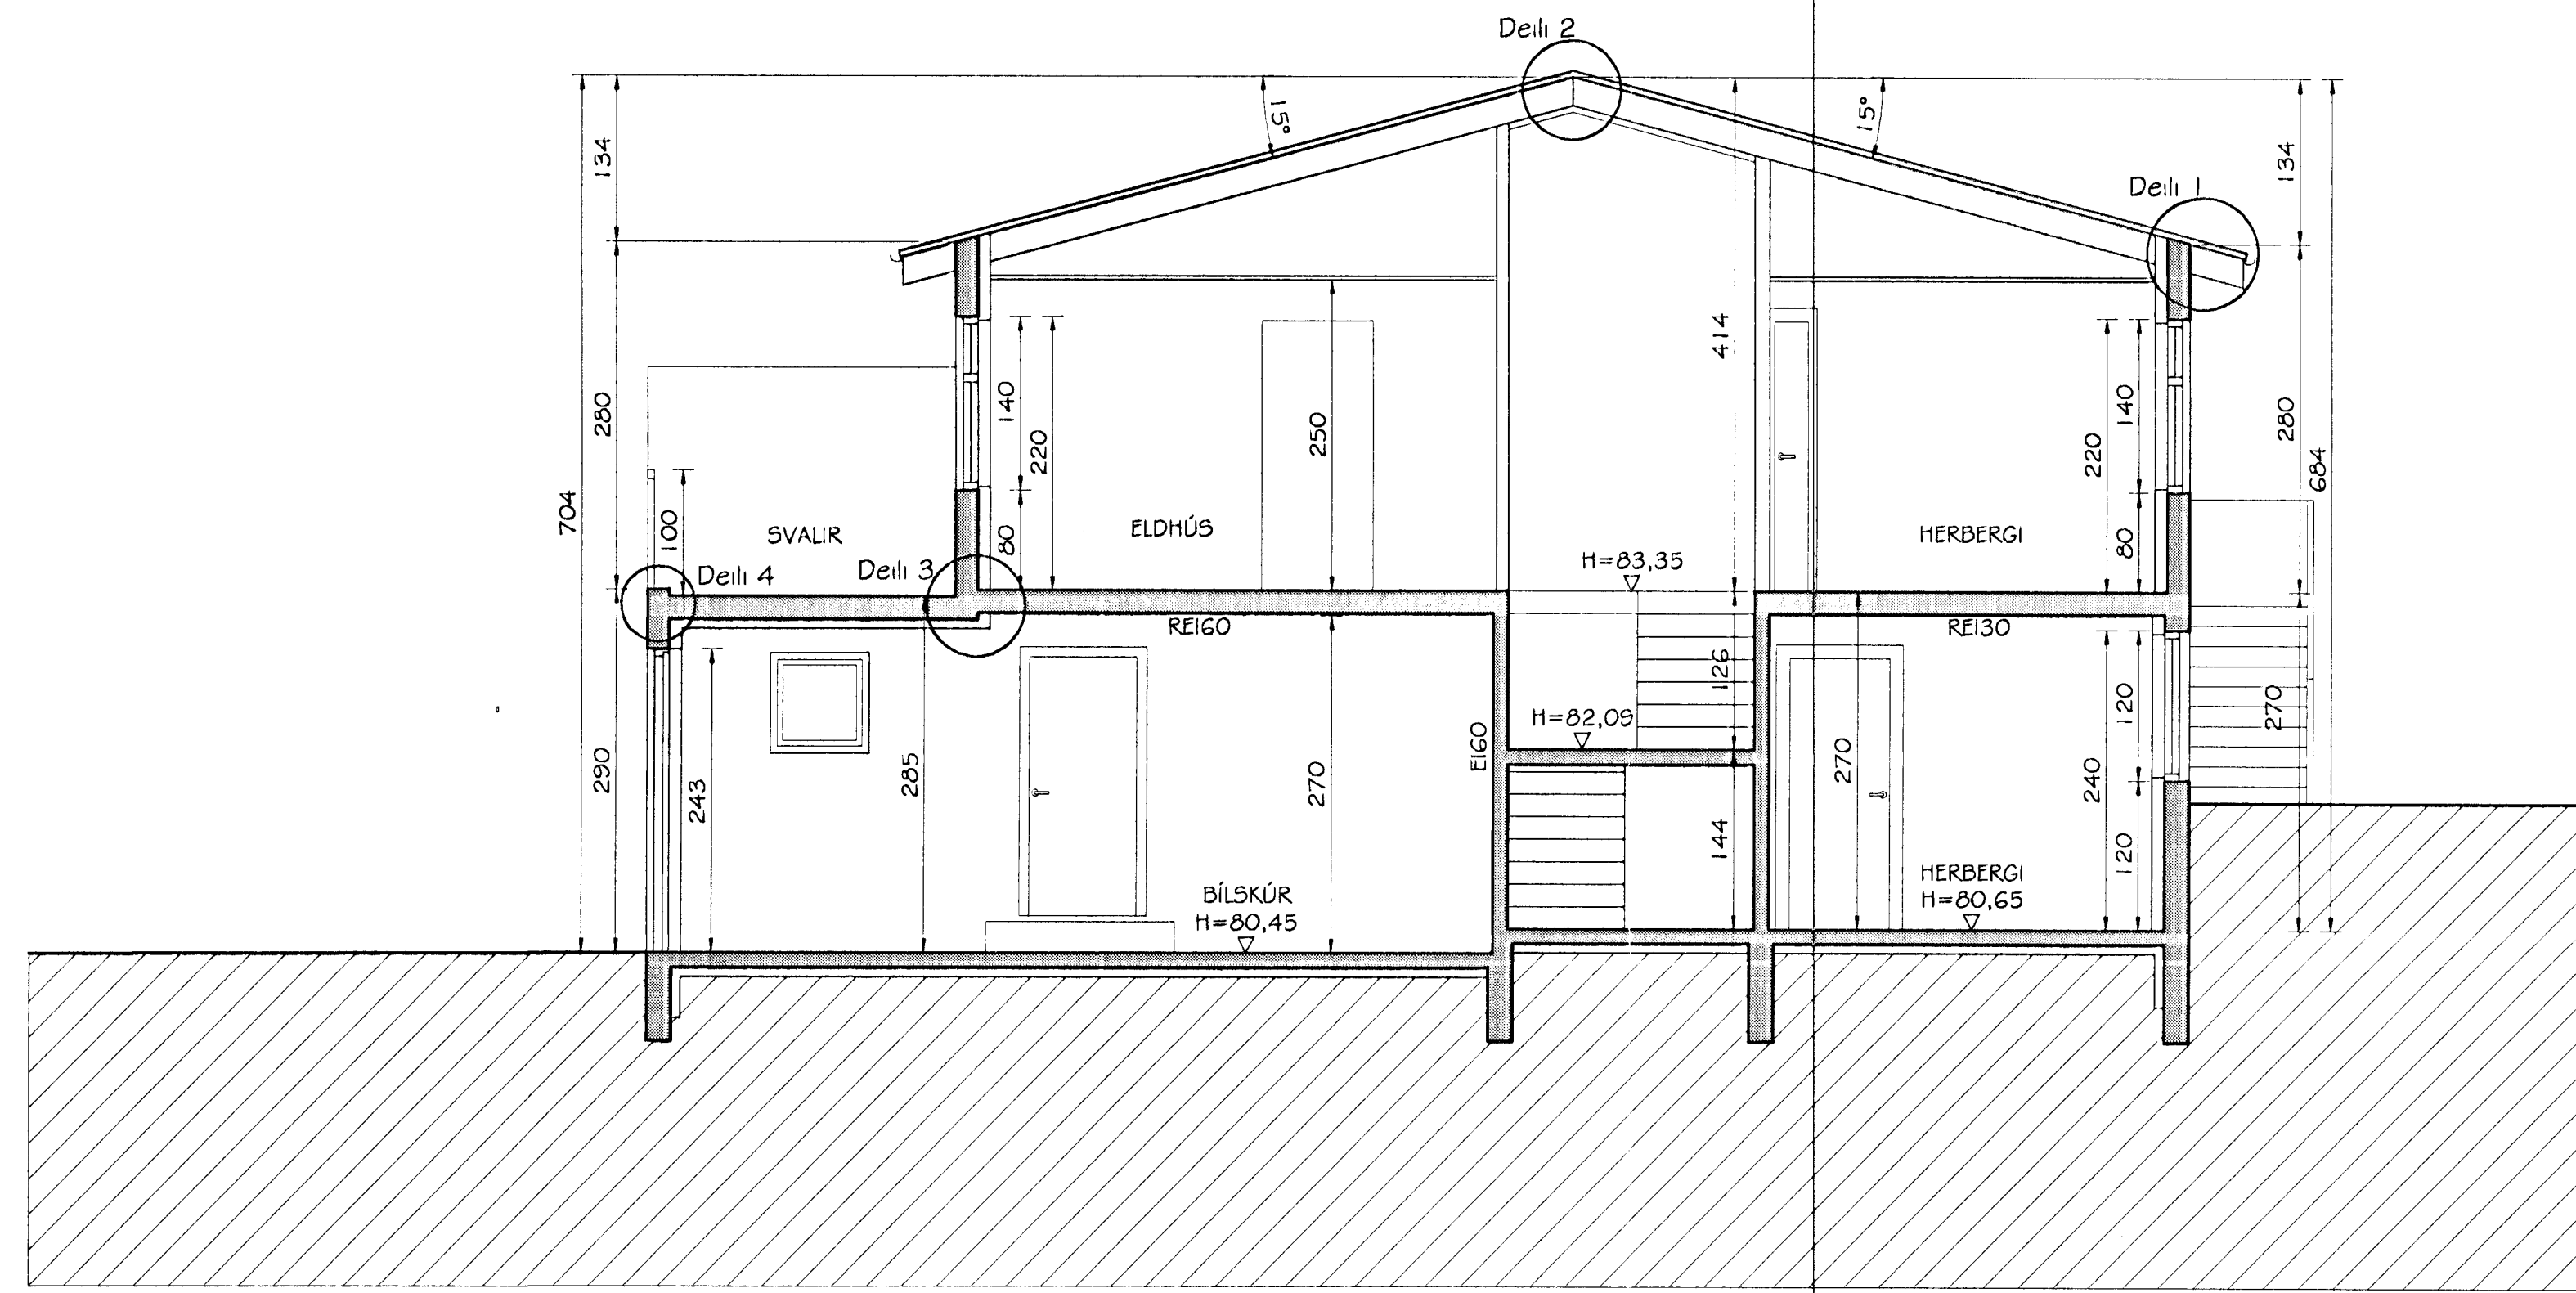 Deili 2
15°
15°
134
134
Deili 1
280
704
414
140
220
250
140
220
280
684
100
SVALIR
80
ELDHÚS
HERBERGI
80
H=83,35
Deili 4
Deili 3
REI60
REI30
126
120
270
H=82,09
EI60
290
243
285
270
270
240
144
120
BÍLSKÚR
H=80,45
HERBERGI
H=80,65